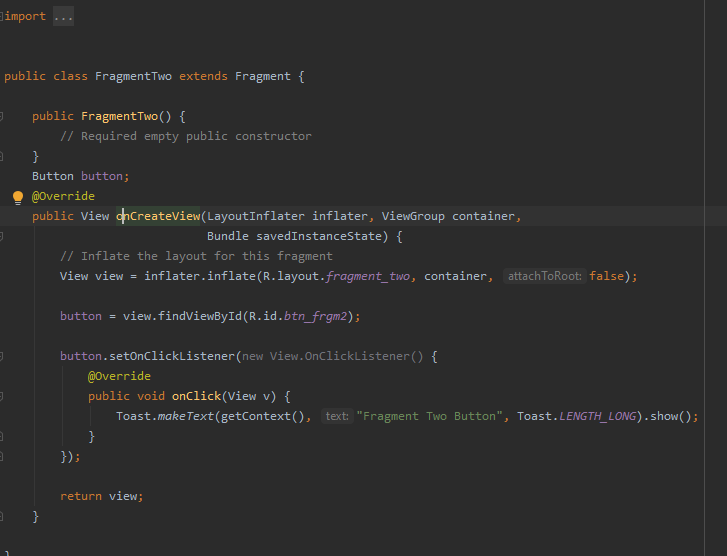 import ...
public class FragmentTwo extends Fragment {
public FragmentTwo() {
// Required empty public constructor
}
Button button;
@Override
public View onCreateView(LayoutInflater inflater, ViewGroup container,
Bundle savedInstanceState) {
// Inflate the layout for this fragment
View view = inflater.inflate(R.layout.fragment_two, container, attachToRoot: false);
button = view.findViewById(R.id.btn_frgm2);
button.setOnClickListener(new View.OnClickListener() {
@Override
public void onClick(View v) {
Toast.makeText(getContext(), text: "Fragment Two Button", Toast.LENGTH_LONG).show();
}
});
return view;
}
}